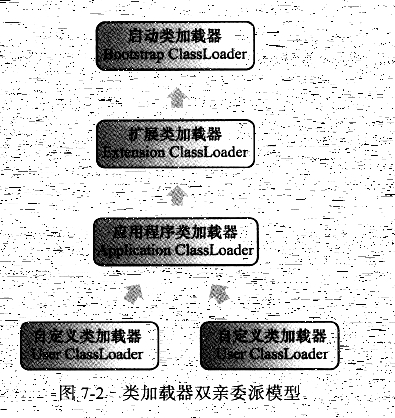 启动类加载器
Bootstrap ClassLoader
扩展类加载器
Extension ClassLoader
应用程序类加载器
Application ClassLoader
自定义类加载器
User ClassLoader
自定义类加载器
User ClassLoader
图 7-2 类加载器双亲委派模型